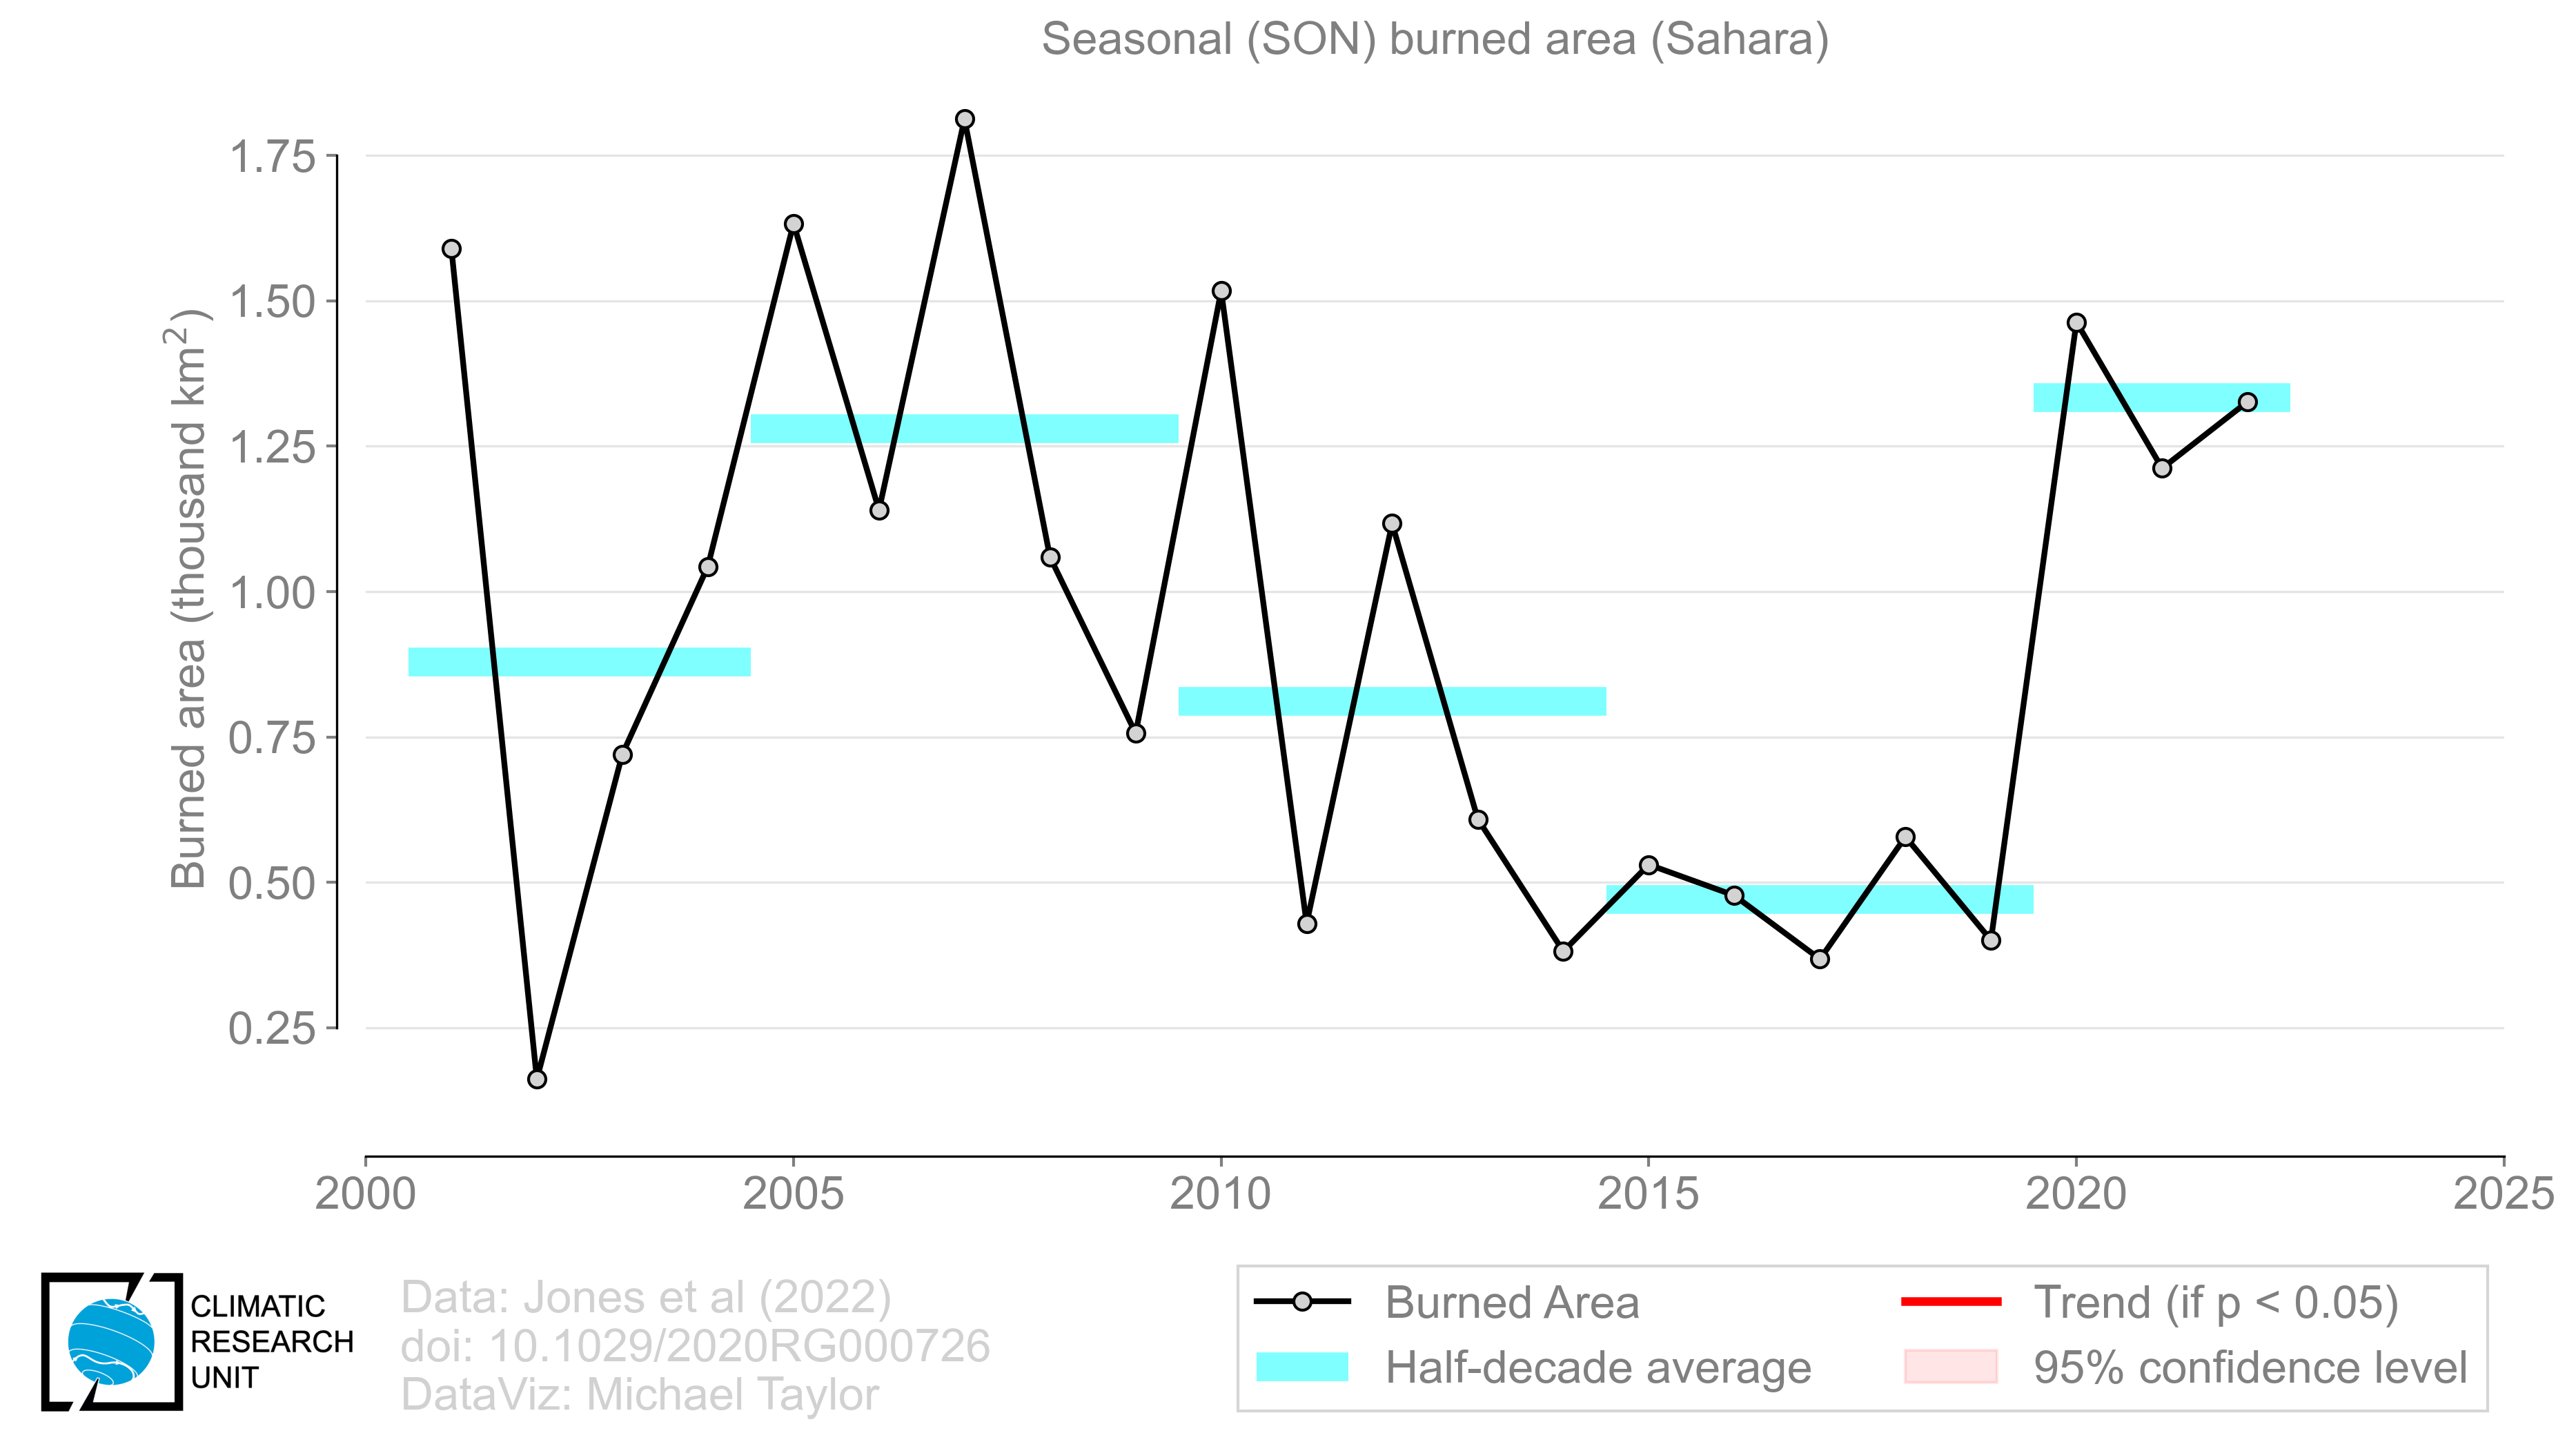 Seasonal (SON) burned area (Sahara)
Burned area (thousand km²)
1.75
1.50
1.25
1.00
0.75
0.50
0.25
2000 2005 2010 2015 2020 2025
CLIMATIC
RESEARCH
UNIT
Data: Jones et al (2022)
doi: 10.1029/2020RG000726
DataViz: Michael Taylor
Burned Area
Half-decade average
Trend (if p < 0.05)
95% confidence level